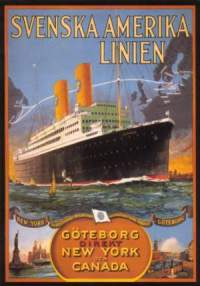 SVENSKA AMERIKA
LINIEN
NEW YORK
GÖTEBORG
GÖTEBORG
DIREKT
NEW YORK
CANADA